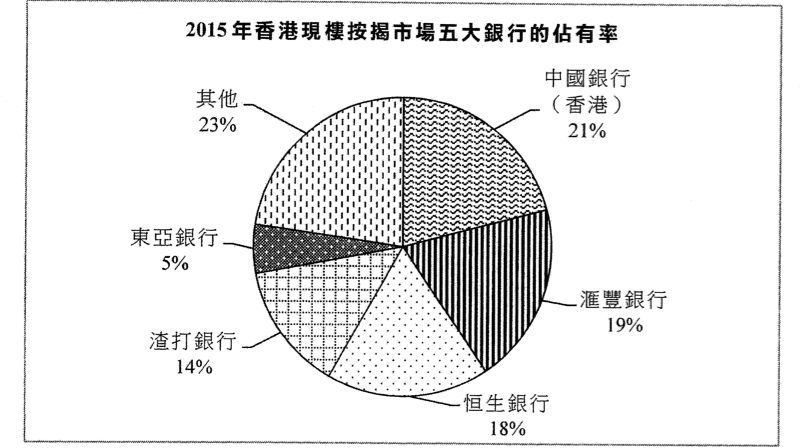 2015年香港現樓按揭市場五大銀行的佔有率
中國銀行
（香港）
21%
滙豐銀行
19%
恒生銀行
18%
渣打銀行
14%
東亞銀行
5%
其他
23%